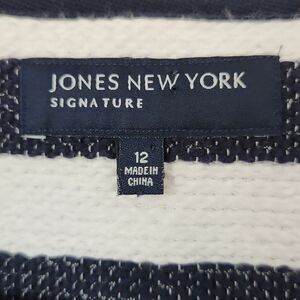 JONES NEW YORK
SIGNATURE
12
MADE IN
CHINA